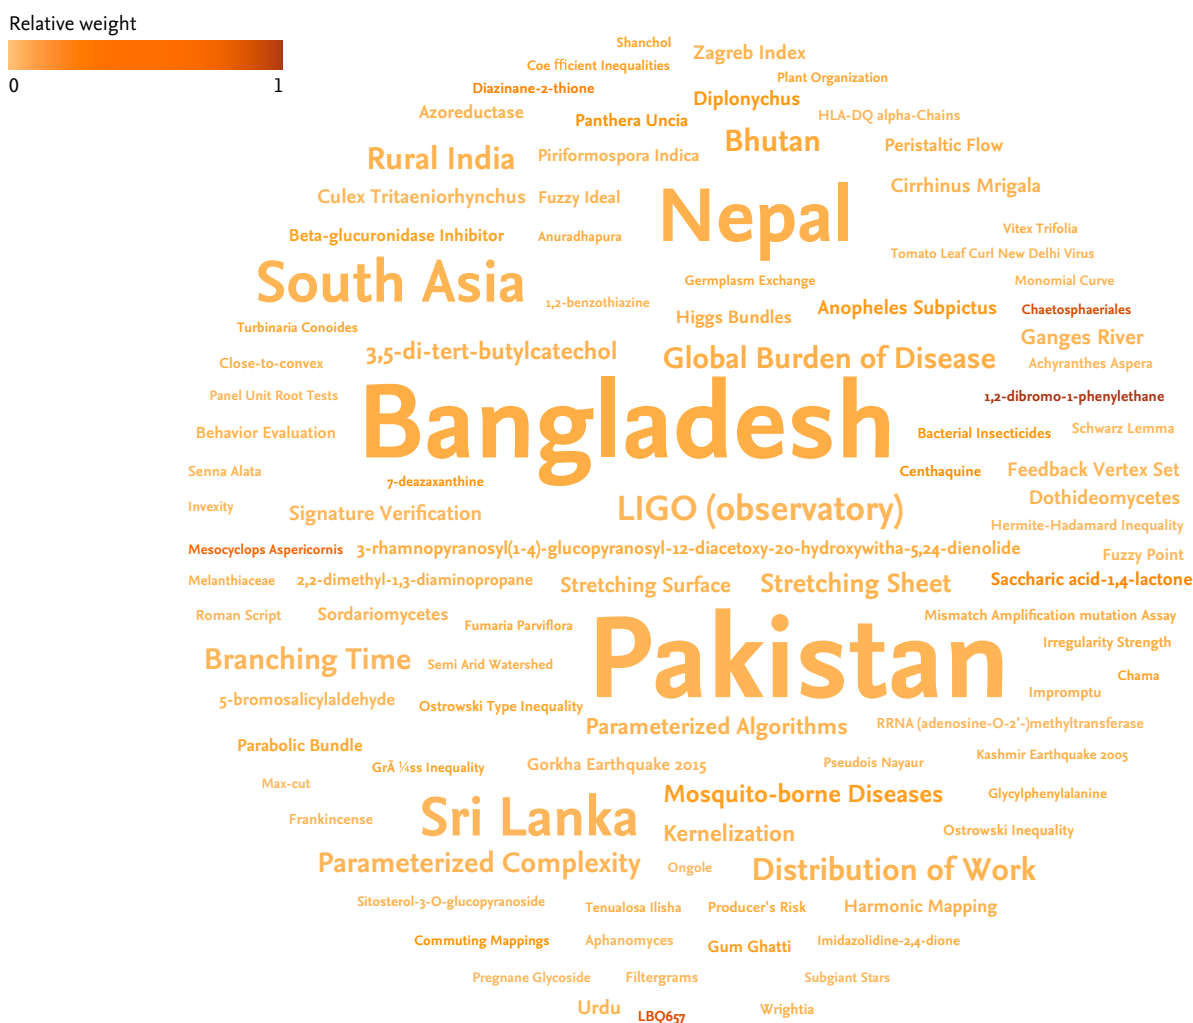 Relative weight
0 1
Shanchol
Zagreb Index
Coe fficient Inequalities
Plant Organization
Diazinane-2-thione
Diplonychus
Azoreductase
HLA-DQ alpha-Chains
Panthera Uncia
Bhutan
Peristaltic Flow
Rural India
Piriformospora Indica
Cirrhinus Mrigala
Culex Tritaeniorhynchus
Fuzzy Ideal
Nepal
Vitex Trifolia
Beta-glucuronidase Inhibitor
Anuradhapura
Tomato Leaf Curl New Delhi Virus
South Asia
Germplasm Exchange
Monomial Curve
1,2-benzothiazine
Anopheles Subpictus
Chaetosphaeriales
Higgs Bundles
Turbinaria Conoides
Ganges River
3,5-di-tert-butylcatechol
Global Burden of Disease
Close-to-convex
Achyranthes Aspera
Panel Unit Root Tests
Bangladesh
1,2-dibromo-1-phenylethane
Behavior Evaluation
Bacterial Insecticides
Schwarz Lemma
Senna Alata
Centhaquine
Feedback Vertex Set
7-deazaxanthine
Dothideomycetes
Invexity
Signature Verification
LIGO (observatory)
Hermite-Hadamard Inequality
Mesocyclops Aspericornis
3-rhamnopyranosyl(1-4)-glucopyranosyl-12-diacetoxy-20-hydroxywitha-5,24-dienolide
Fuzzy Point
Melanthiaceae
2,2-dimethyl-1,3-diaminopropane
Stretching Surface
Stretching Sheet
Saccharic acid-1,4-lactone
Roman Script
Sordariomycetes
Fumaria Parviflora
Pakistan
Mismatch Amplification mutation Assay
Irregularity Strength
Branching Time
Semi Arid Watershed
Chama
Impromptu
5-bromosalicylaldehyde
Ostrowski Type Inequality
Parameterized Algorithms
RRNA (adenosine-O-2'-)methyltransferase
Parabolic Bundle
Kashmir Earthquake 2005
GrÃ ¼ss Inequality
Gorkha Earthquake 2015
Pseudois Nayaur
Max-cut
Mosquito-borne Diseases
Glycylphenylalanine
Frankincense
Sri Lanka
Kernelization
Ostrowski Inequality
Parameterized Complexity
Ongole
Distribution of Work
Sitosterol-3-O-glucopyranoside
Tenualosa Ilisha
Producer's Risk
Harmonic Mapping
Commuting Mappings
Aphanomyces
Gum Ghatti
Imidazolidine-2,4-dione
Pregnane Glycoside
Filtergrams
Subgiant Stars
Urdu
LBQ657
Wrightia